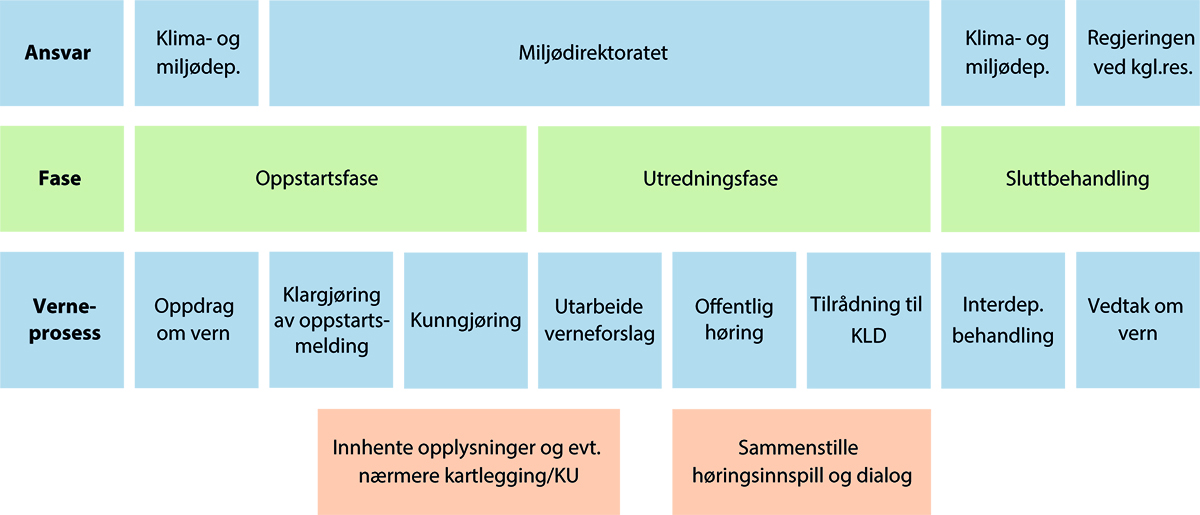 Ansvar
Klima- og
miljødep.
Miljødirektoratet
Klima- og
miljødep.
Regjeringen
ved kgl.res.
Fase
Oppstartsfase
Utredningsfase
Sluttbehandling
Verne-
prosess
Oppdrag
om vern
Klargjøring
av oppstarts-
melding
Kunngjøring
Utarbeide
verneforslag
Offentlig
høring
Tilrådning til
KLD
Interdep.
behandling
Vedtak om
vern
Innhente opplysninger og evt.
nærmere kartlegging/KU
Sammenstille
høringsinnspill og dialog